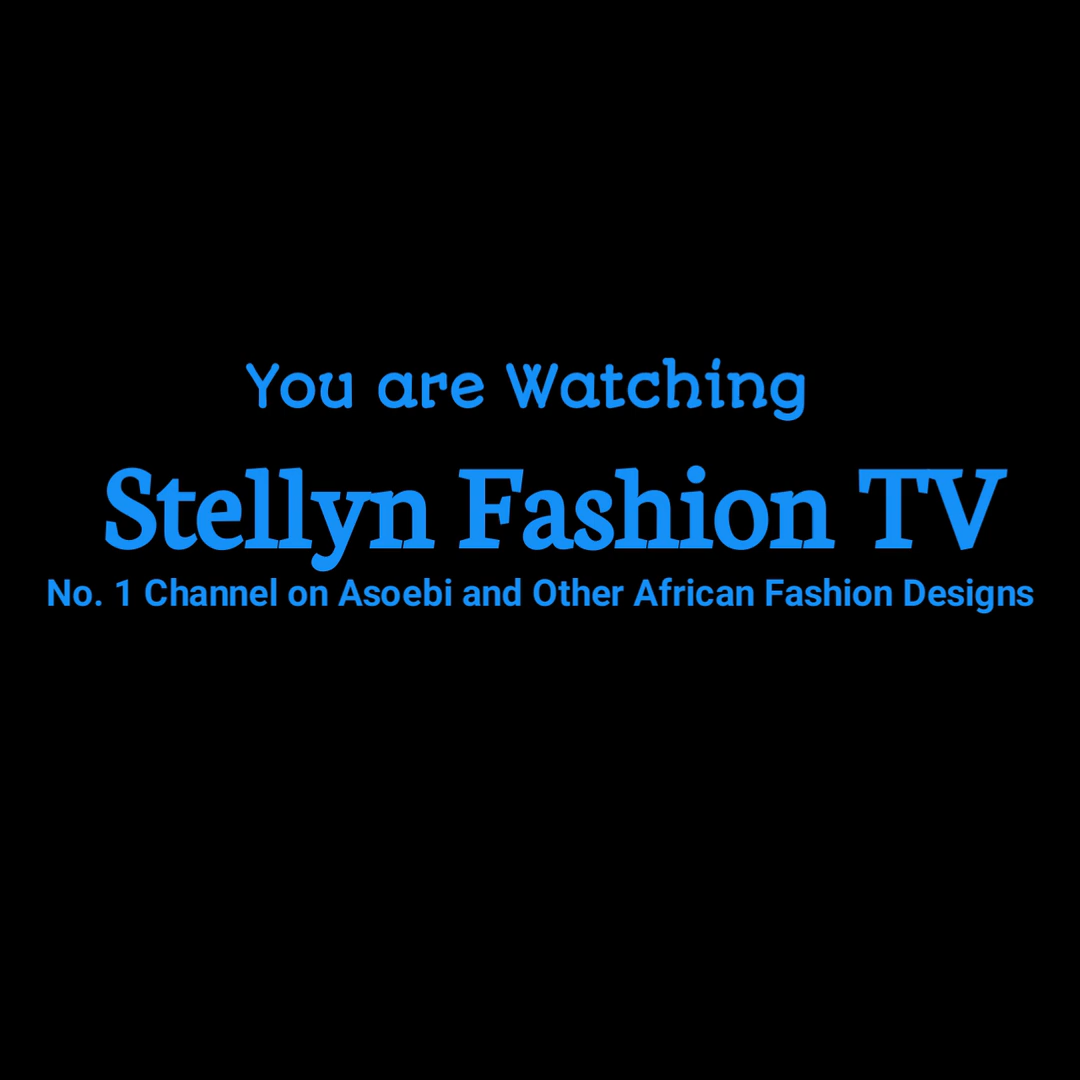 You are Watching
Stellyn Fashion TV
No. 1 Channel on Asoebi and Other African Fashion Designs